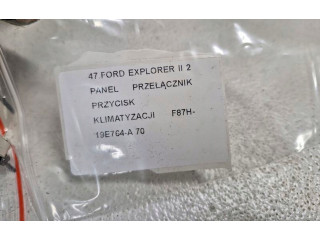 47 FORD EXPLORER II 2
PANEL PRZEŁĄCZNIK
PRZYCISK
KLIMATYZACJI F87H-
19E764-A 70